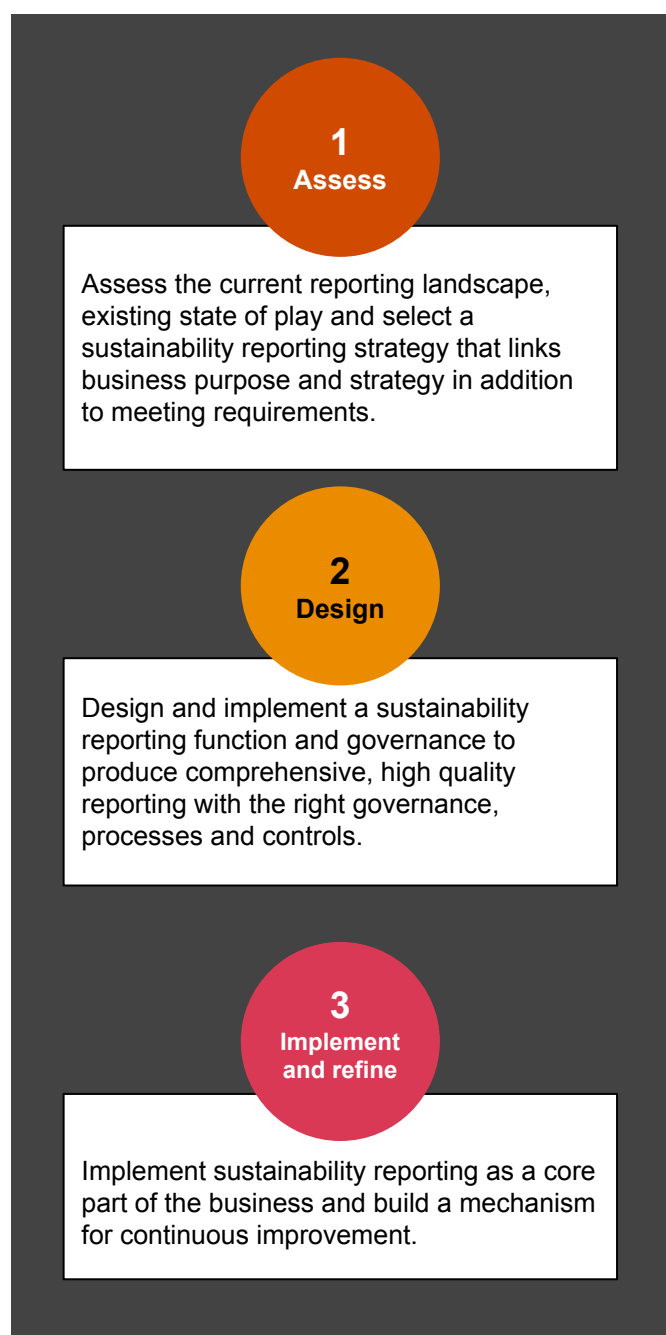 1
Assess
Assess the current reporting landscape,
existing state of play and select a
sustainability reporting strategy that links
business purpose and strategy in addition
to meeting requirements.
2
Design
Design and implement a sustainability
reporting function and governance to
produce comprehensive, high quality
reporting with the right governance,
processes and controls.
3
Implement
and refine
Implement sustainability reporting as a core
part of the business and build a mechanism
for continuous improvement.